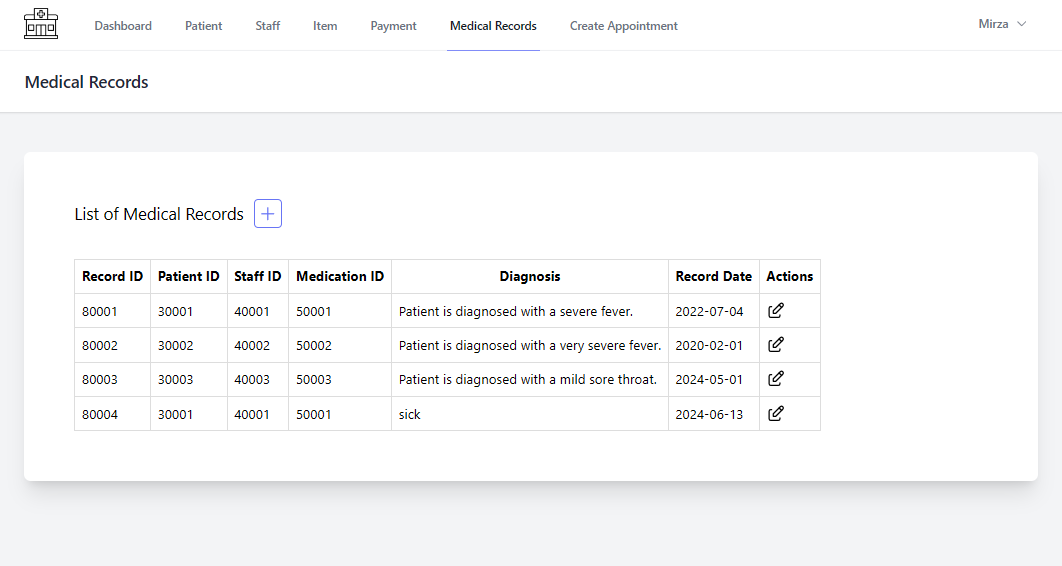 Dashboard Patient Staff Item Payment Medical Records Create Appointment Mirza
Medical Records
List of Medical Records
Record ID Patient ID Staff ID Medication ID Diagnosis Record Date Actions
80001 30001 40001 50001 Patient is diagnosed with a severe fever. 2022-07-04
80002 30002 40002 50002 Patient is diagnosed with a very severe fever. 2020-02-01
80003 30003 40003 50003 Patient is diagnosed with a mild sore throat. 2024-05-01
80004 30001 40001 50001 sick 2024-06-13